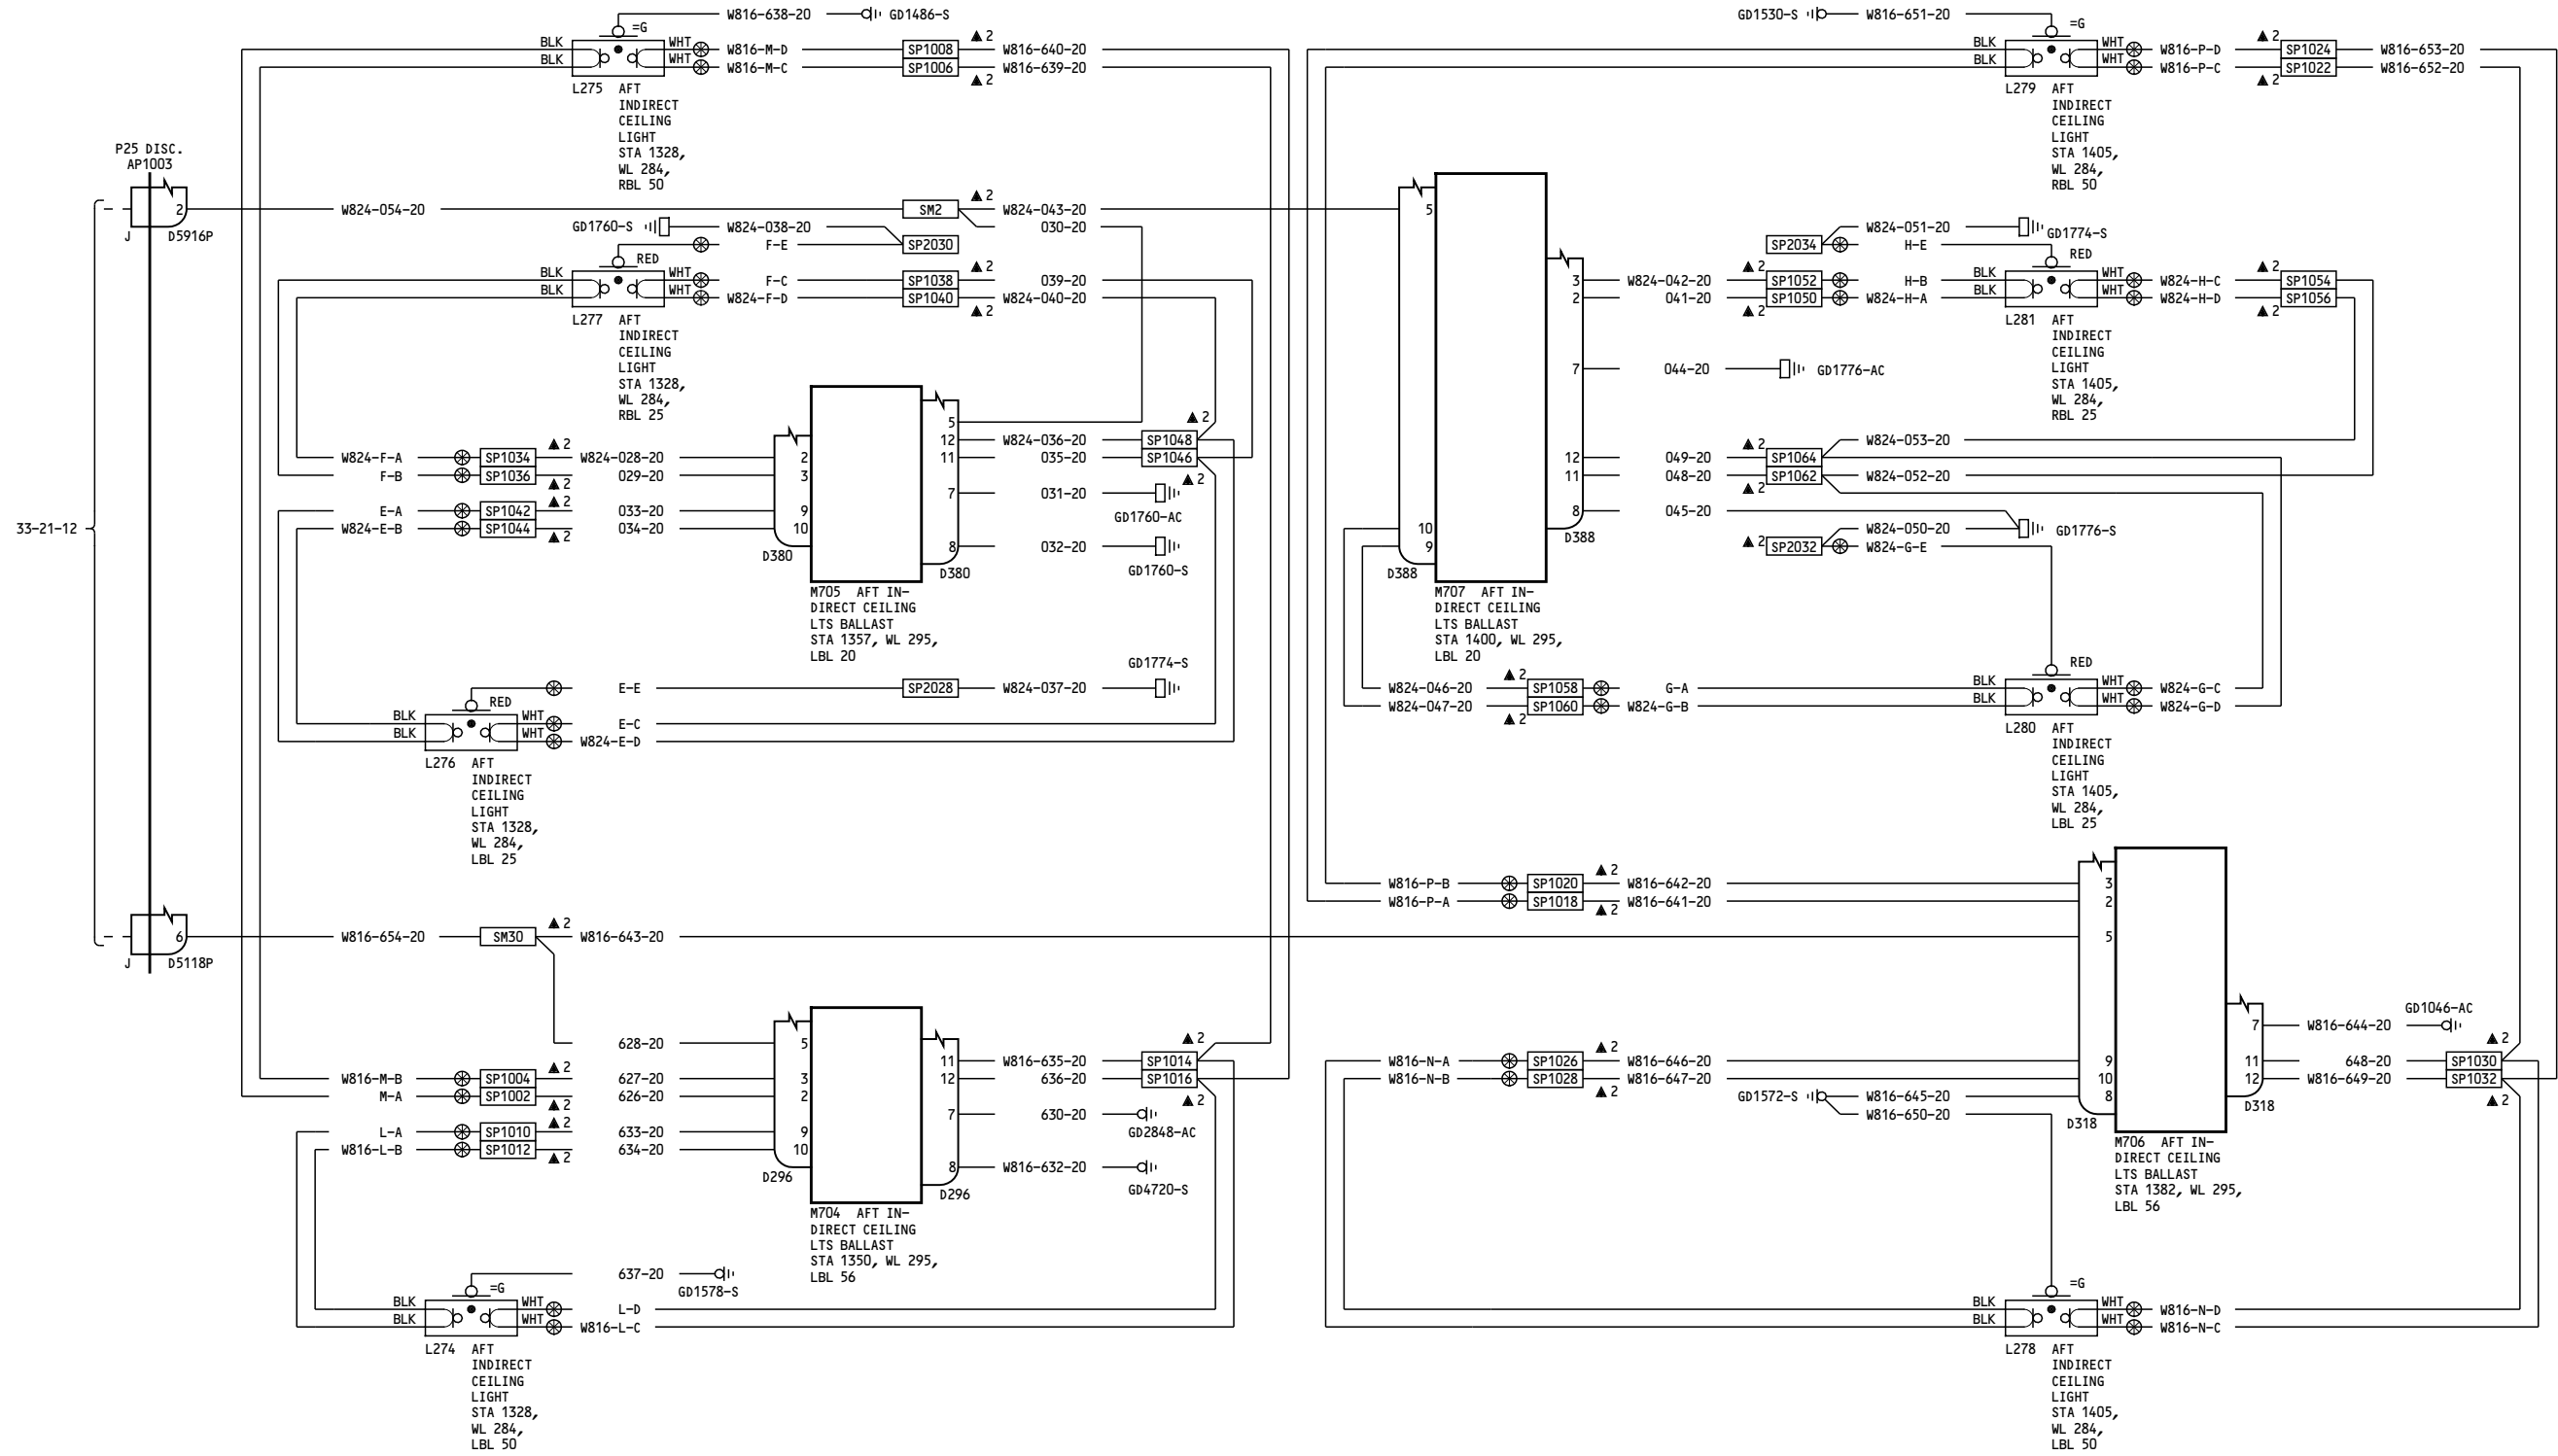 W816-638-20 GD1486-S
=G
BLK WHT W816-M-D SP1008 ▲ 2 W816-640-20
BLK WHT W816-M-C SP1006 ▲ 2 W816-639-20
L275 AFT
INDIRECT
CEILING
LIGHT
STA 1328,
WL 284,
RBL 50
P25 DISC.
AP1003
2
J D5916P
W824-054-20 SM2 ▲ 2 W824-043-20
030-20
GD1760-S W824-038-20
F-E SP2030
RED
BLK WHT F-C SP1038 ▲ 2 039-20
BLK WHT W824-F-D SP1040 ▲ 2 W824-040-20
L277 AFT
INDIRECT
CEILING
LIGHT
STA 1328,
WL 284,
RBL 25
33-21-12
W824-F-A SP1034 ▲ 2 W824-028-20 2
F-B SP1036 ▲ 2 029-20 3
E-A SP1042 ▲ 2 033-20 9
W824-E-B SP1044 ▲ 2 034-20 10
D380
5
12 W824-036-20 SP1048 ▲ 2
11 035-20 SP1046 ▲ 2
7 031-20
GD1760-AC
8 032-20
GD1760-S
D380
M705 AFT IN-
DIRECT CEILING
LTS BALLAST
STA 1357, WL 295,
LBL 20
GD1774-S
E-E SP2028 W824-037-20
RED
BLK WHT E-C
BLK WHT W824-E-D
L276 AFT
INDIRECT
CEILING
LIGHT
STA 1328,
WL 284,
LBL 25
6
J D5118P
W816-654-20 SM30 ▲ 2 W816-643-20
628-20 5
W816-M-B SP1004 ▲ 2 627-20 3
M-A SP1002 ▲ 2 626-20 2
L-A SP1010 ▲ 2 633-20 9
W816-L-B SP1012 ▲ 2 634-20 10
D296
11 W816-635-20 SP1014 ▲ 2
12 636-20 SP1016 ▲ 2
7 630-20
GD2848-AC
8 W816-632-20
GD4720-S
D296
M704 AFT IN-
DIRECT CEILING
LTS BALLAST
STA 1350, WL 295,
LBL 56
637-20
GD1578-S
=G
BLK WHT L-D
BLK WHT W816-L-C
L274 AFT
INDIRECT
CEILING
LIGHT
STA 1328,
WL 284,
LBL 50
GD1530-S W816-651-20
=G
BLK WHT W816-P-D SP1024 ▲ 2 W816-653-20
BLK WHT W816-P-C SP1022 ▲ 2 W816-652-20
L279 AFT
INDIRECT
CEILING
LIGHT
STA 1405,
WL 284,
RBL 50
5
10
9
D388
W824-051-20 GD1774-S
SP2034 H-E
RED
3 W824-042-20 ▲ 2 SP1052 H-B BLK WHT W824-H-C ▲ 2 SP1054
2 041-20 ▲ 2 SP1050 W824-H-A BLK WHT W824-H-D ▲ 2 SP1056
L281 AFT
INDIRECT
CEILING
LIGHT
STA 1405,
WL 284,
RBL 25
7 044-20 GD1776-AC
W824-053-20
12 049-20 ▲ 2 SP1064
11 048-20 ▲ 2 SP1062 W824-052-20
8 045-20
D388
W824-050-20 GD1776-S
▲ 2 SP2032 W824-G-E
M707 AFT IN-
DIRECT CEILING
LTS BALLAST
STA 1400, WL 295,
LBL 20
RED
W824-046-20 ▲ 2 SP1058 G-A BLK WHT W824-G-C
W824-047-20 ▲ 2 SP1060 W824-G-B BLK WHT W824-G-D
L280 AFT
INDIRECT
CEILING
LIGHT
STA 1405,
WL 284,
LBL 25
W816-P-B SP1020 ▲ 2 W816-642-20 3
W816-P-A SP1018 ▲ 2 W816-641-20 2
5
W816-N-A SP1026 ▲ 2 W816-646-20 9
W816-N-B SP1028 ▲ 2 W816-647-20 10
GD1572-S W816-645-20 8
W816-650-20
D318
GD1046-AC
7 W816-644-20
11 648-20 SP1030 ▲ 2
12 W816-649-20 SP1032 ▲ 2
D318
M706 AFT IN-
DIRECT CEILING
LTS BALLAST
STA 1382, WL 295,
LBL 56
=G
BLK WHT W816-N-D
BLK WHT W816-N-C
L278 AFT
INDIRECT
CEILING
LIGHT
STA 1405,
WL 284,
LBL 50